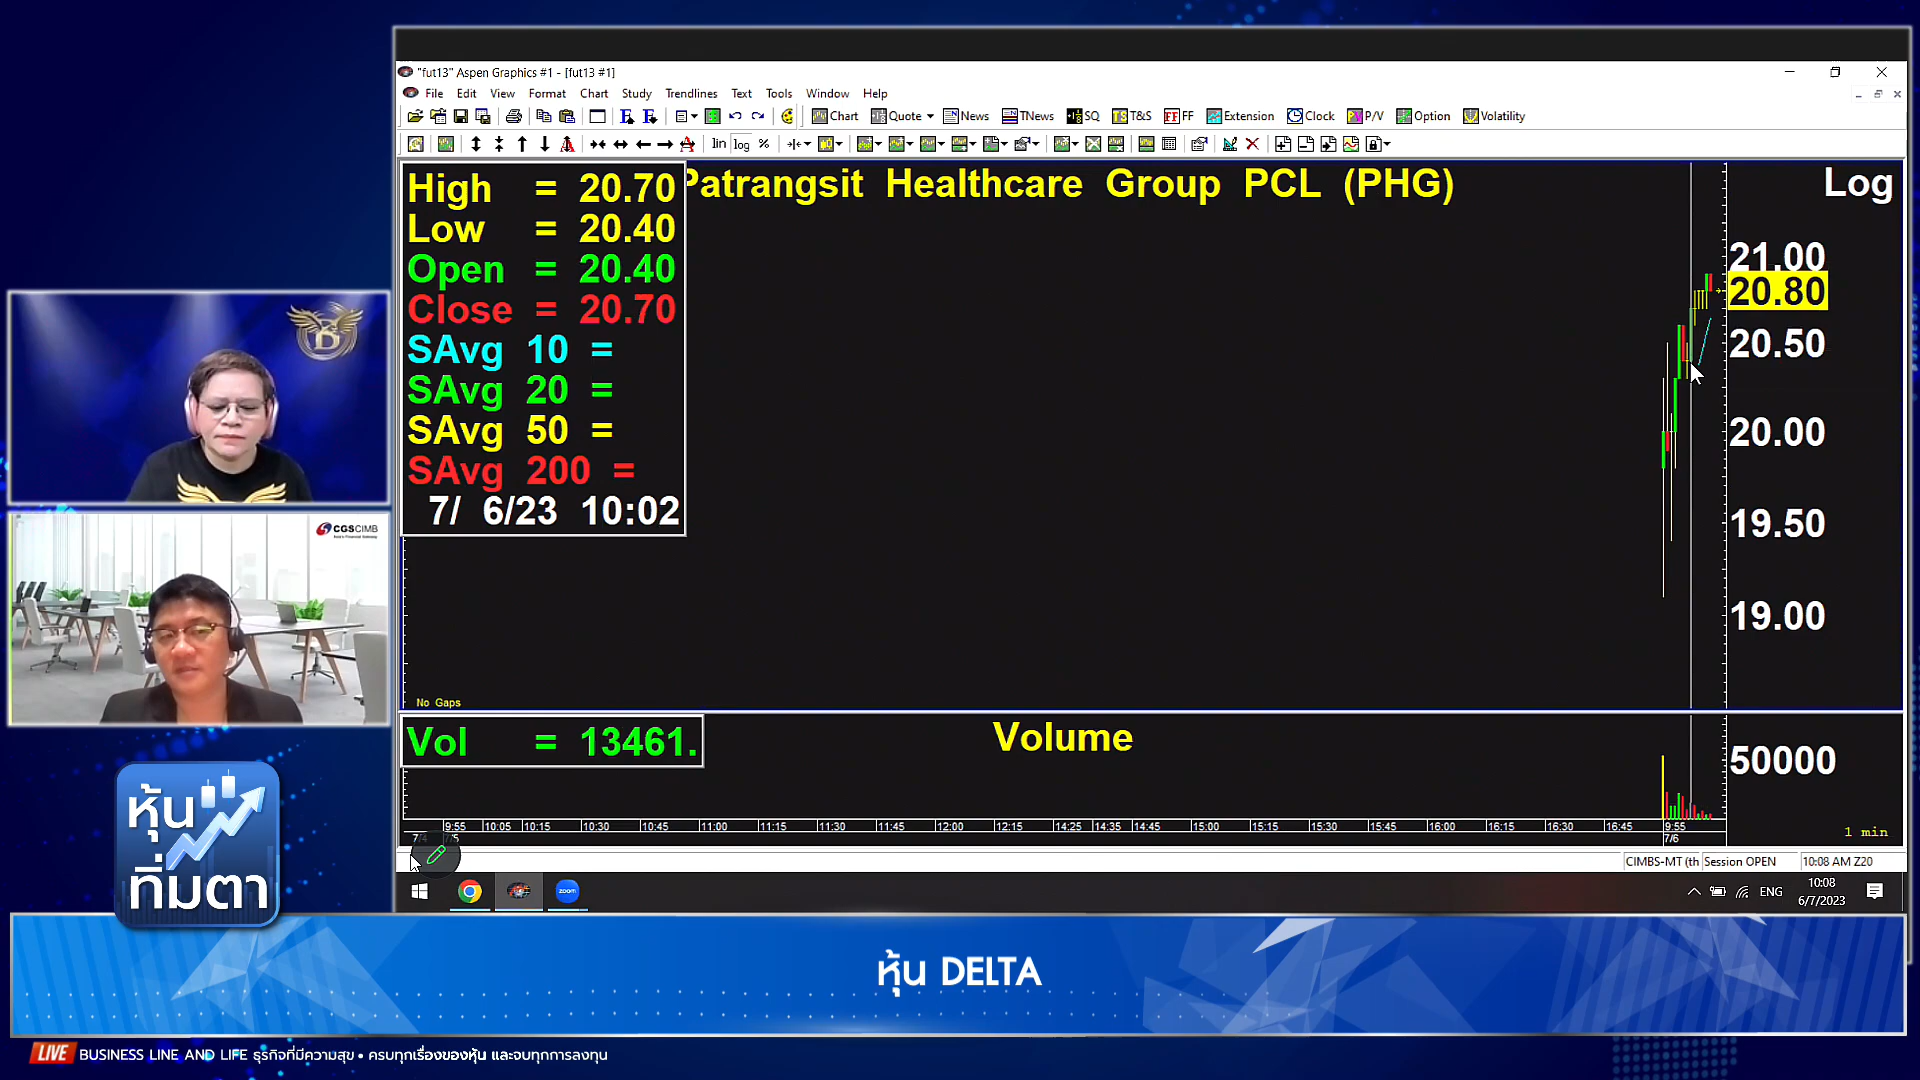 "fut13" Aspen Graphics #1 - [fut13 #1]
File Edit View Format Chart Study Trendlines Text Tools Window Help
Chart Quote News TNews SQ T&S FF Extension Clock P/V Option Volatility
lin log %
Patrangsit Healthcare Group PCL (PHG)
Log
High = 20.70
Low = 20.40
Open = 20.40
Close = 20.70
SAvg 10 =
SAvg 20 =
SAvg 50 =
SAvg 200 =
7/ 6/23 10:02
21.00
20.80
20.50
20.00
19.50
19.00
No Gaps
Vol = 13461.
Volume
50000
9:55 10:05 10:15 10:30 10:45 11:00 11:15 11:30 11:45 12:00 12:15 14:25 14:35 14:45 15:00 15:15 15:30 15:45 16:00 16:15 16:30 16:45 9:55
7/4 7/5 7/6
1 min
CIMBS-MT (th Session OPEN 10:08 AM Z20
zoom
ENG
10:08
6/7/2023
CGS CIMB
หุ้น
ทิ่มตา
หุ้น DELTA
LIVE BUSINESS LINE AND LIFE ธุรกิจที่มีความสุข • ครบทุกเรื่องของหุ้น และจบทุกการลงทุน